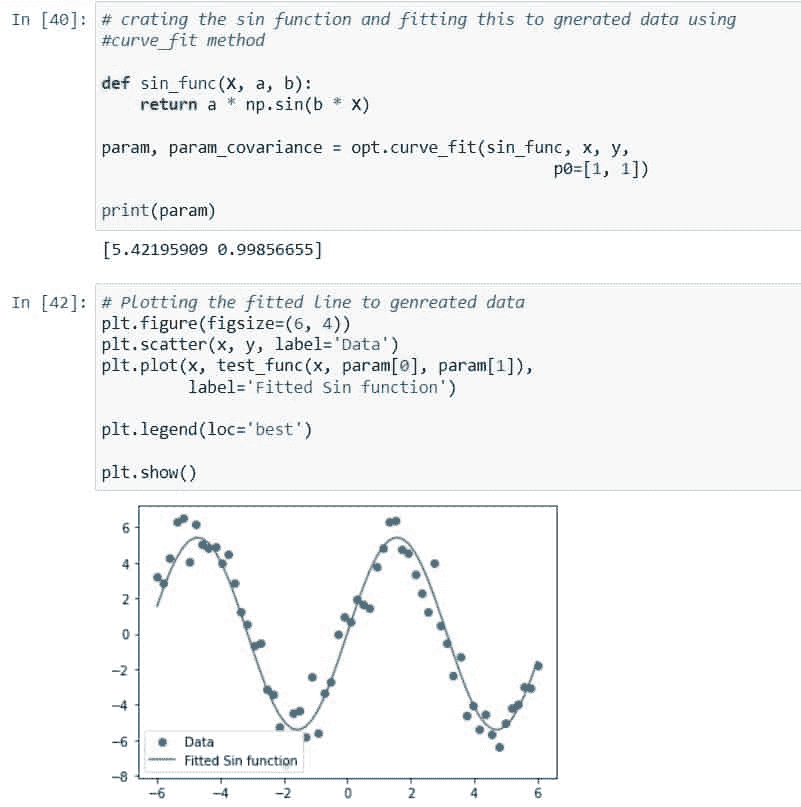 In [40]: # crating the sin function and fitting this to gnerated data using
#curve_fit method
def sin_func(X, a, b):
return a * np.sin(b * X)
param, param_covariance = opt.curve_fit(sin_func, x, y,
p0=[1, 1])
print(param)
[5.42195909 0.99856655]
In [42]: # Plotting the fitted line to genreated data
plt.figure(figsize=(6, 4))
plt.scatter(x, y, label='Data')
plt.plot(x, test_func(x, param[0], param[1]),
label='Fitted Sin function')
plt.legend(loc='best')
plt.show()
6
4
2
0
−2
−4
−6
−8
Data
Fitted Sin function
−6 −4 −2 0 2 4 6